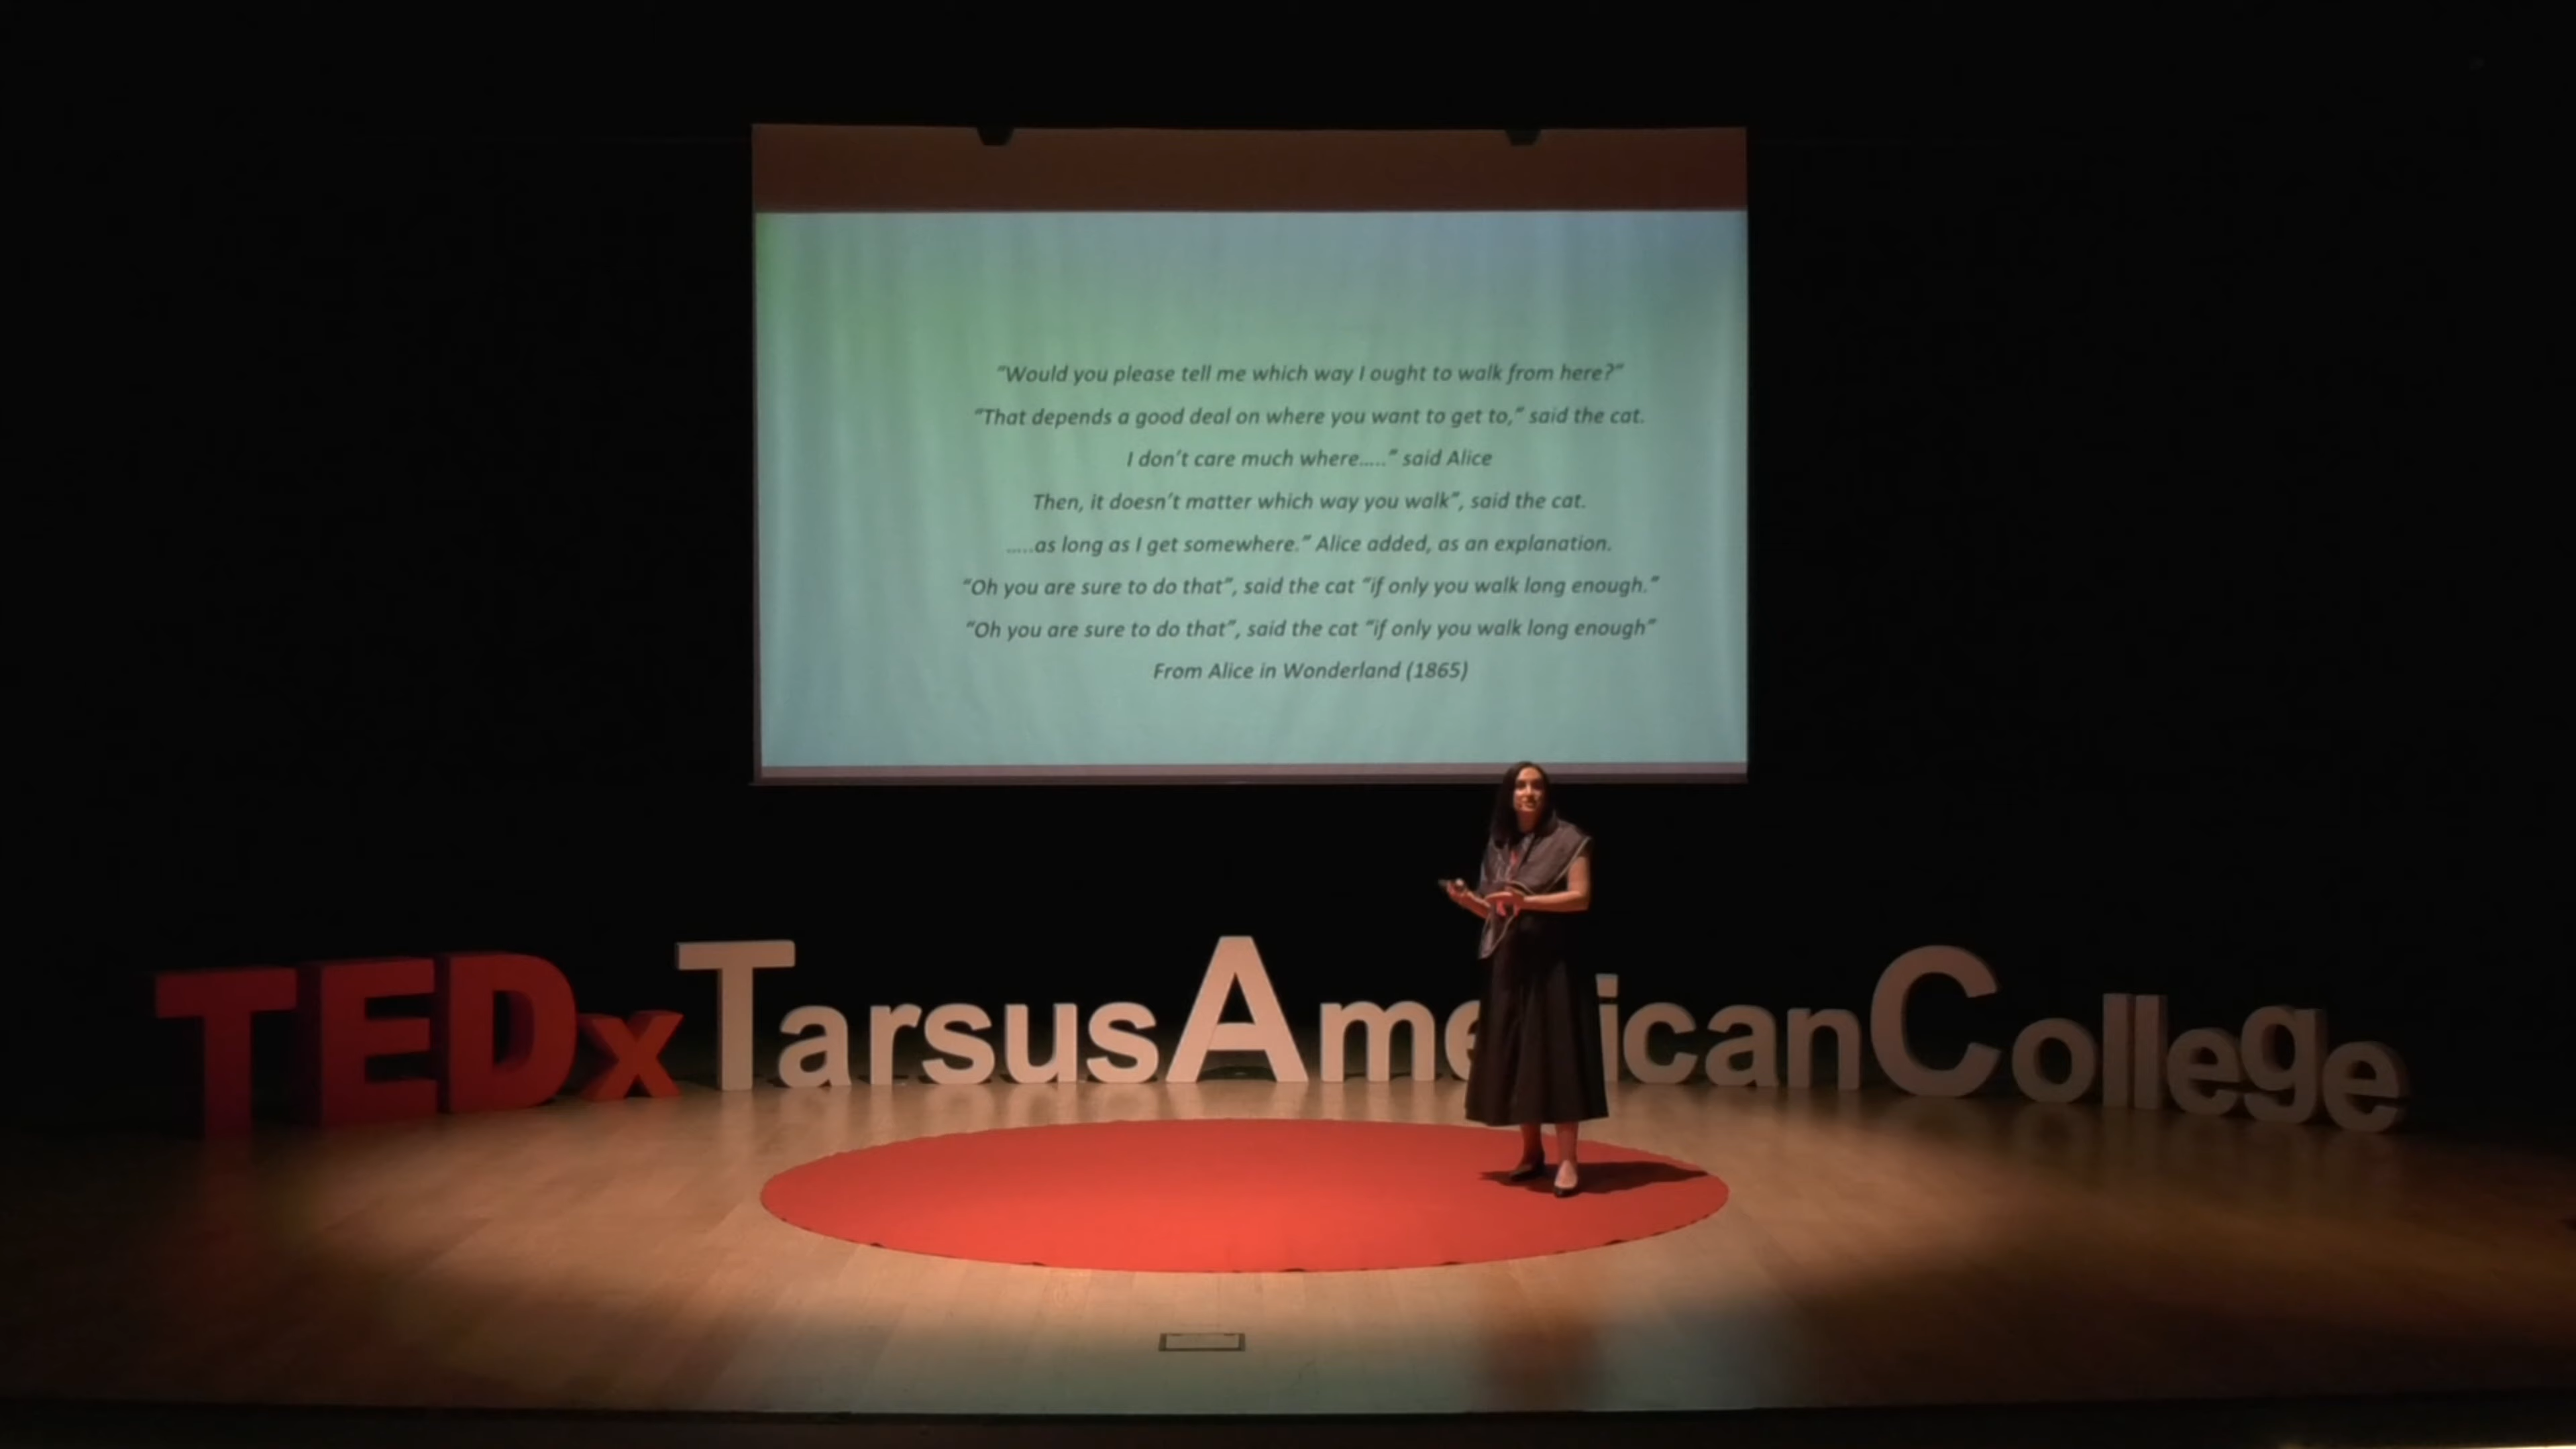 “Would you please tell me which way I ought to walk from here?”
“That depends a good deal on where you want to get to,” said the cat.
I don’t care much where.....” said Alice
Then, it doesn’t matter which way you walk”, said the cat.
.....as long as I get somewhere.” Alice added, as an explanation.
“Oh you are sure to do that”, said the cat “if only you walk long enough.”
“Oh you are sure to do that”, said the cat “if only you walk long enough”
From Alice in Wonderland (1865)
TEDxTarsusAmericanCollege